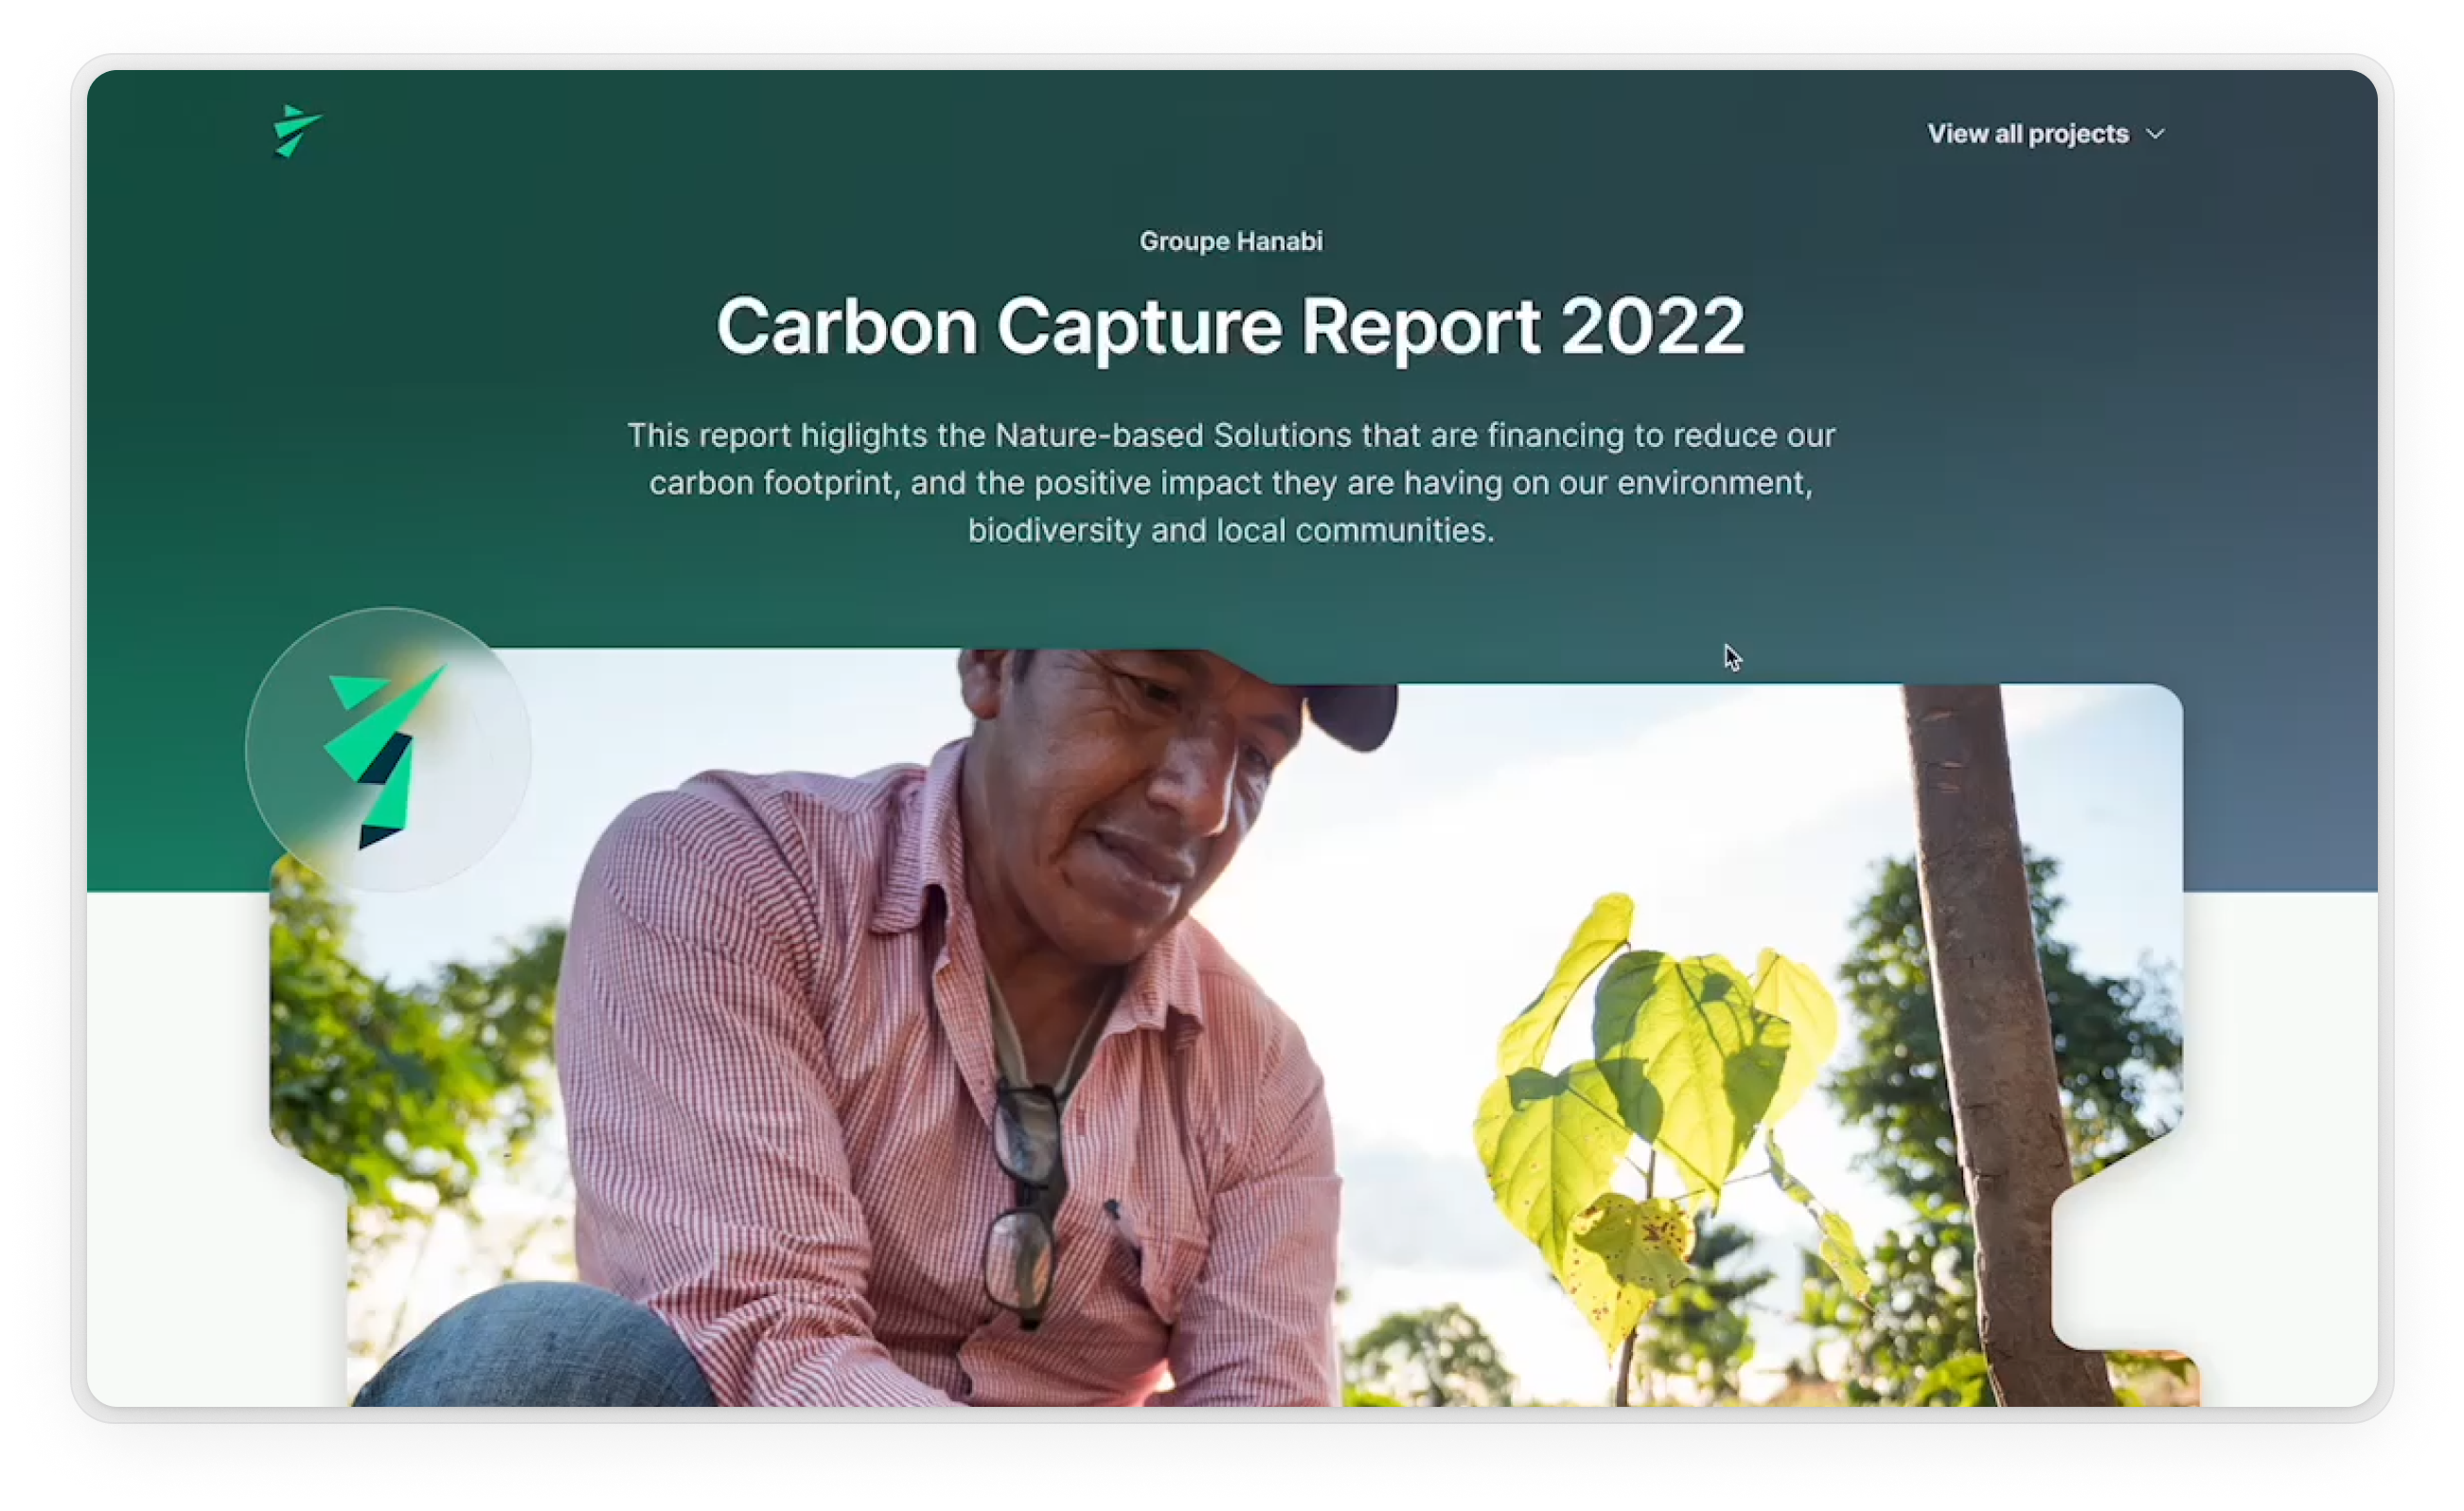 View all projects
Groupe Hanabi
Carbon Capture Report 2022
This report higlights the Nature-based Solutions that are financing to reduce our
carbon footprint, and the positive impact they are having on our environment,
biodiversity and local communities.